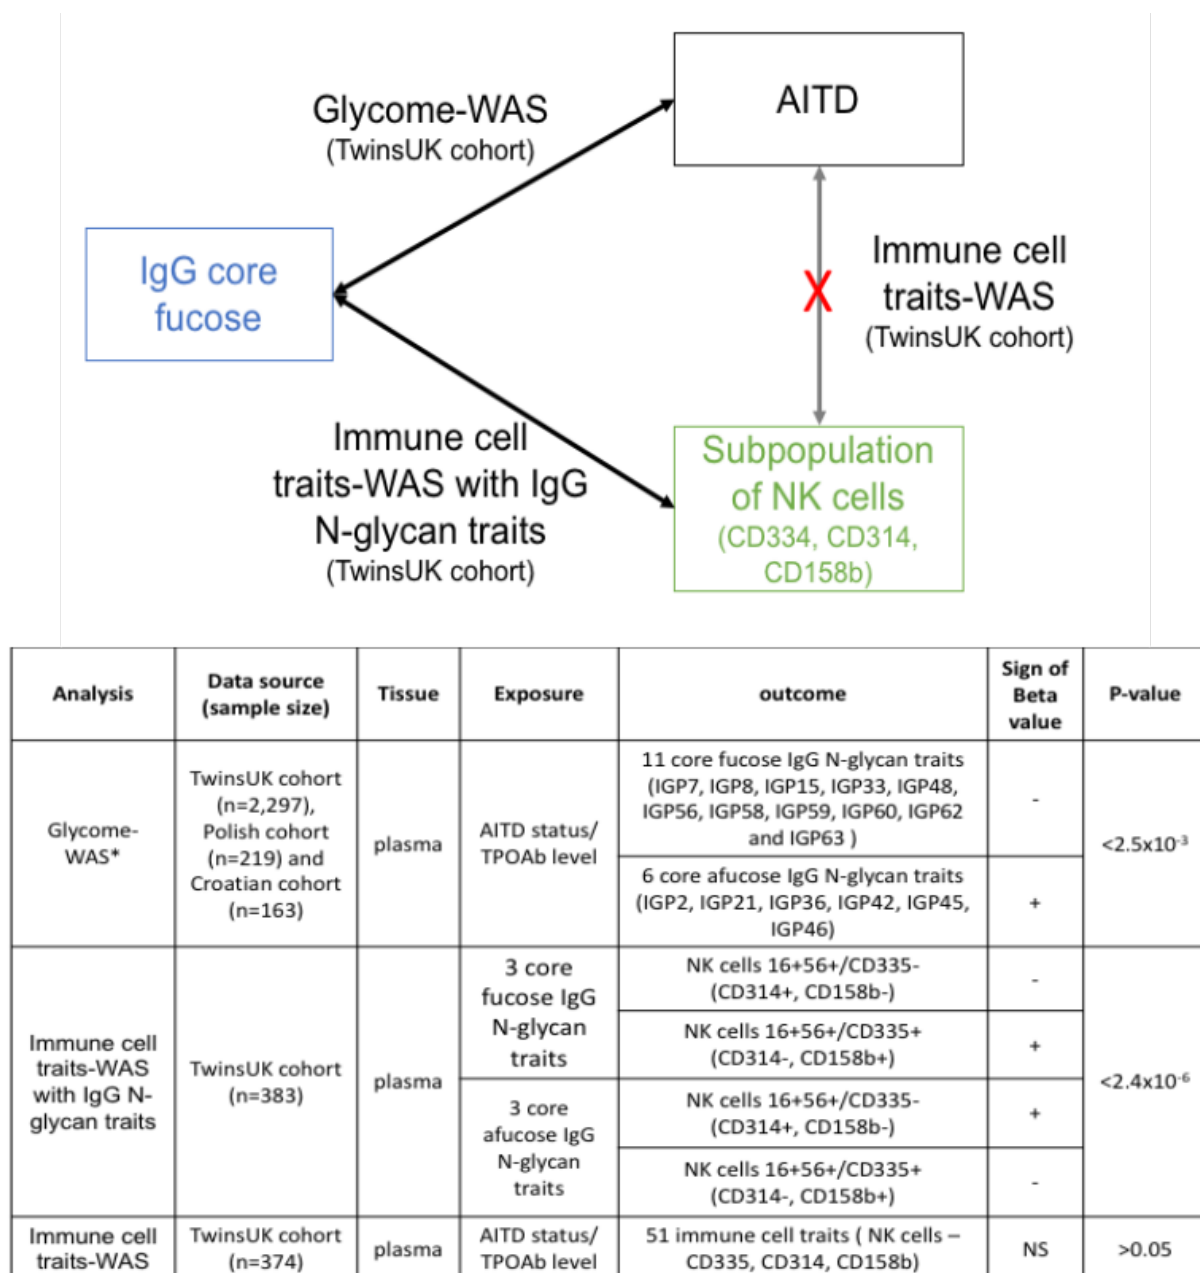 Glycome-WAS
(TwinsUK cohort)
AITD
IgG core
fucose
X
Immune cell
traits-WAS
(TwinsUK cohort)
Immune cell
traits-WAS with IgG
N-glycan traits
(TwinsUK cohort)
Subpopulation
of NK cells
(CD334, CD314,
CD158b)
Analysis
Data source
(sample size)
Tissue
Exposure
outcome
Sign of
Beta
value
P-value
Glycome-
WAS*
TwinsUK cohort
(n=2,297),
Polish cohort
(n=219) and
Croatian cohort
(n=163)
plasma
AITD status/
TPOAb level
11 core fucose IgG N-glycan traits
(IGP7, IGP8, IGP15, IGP33, IGP48,
IGP56, IGP58, IGP59, IGP60, IGP62
and IGP63 )
-
<2.5x10⁻³
6 core afucose IgG N-glycan traits
(IGP2, IGP21, IGP36, IGP42, IGP45,
IGP46)
+
Immune cell
traits-WAS
with IgG N-
glycan traits
TwinsUK cohort
(n=383)
plasma
3 core
fucose IgG
N-glycan
traits
NK cells 16+56+/CD335-
(CD314+, CD158b-)
-
NK cells 16+56+/CD335+
(CD314-, CD158b+)
+
<2.4x10⁻⁶
3 core
afucose IgG
N-glycan
traits
NK cells 16+56+/CD335-
(CD314+, CD158b-)
+
NK cells 16+56+/CD335+
(CD314-, CD158b+)
-
Immune cell
traits-WAS
TwinsUK cohort
(n=374)
plasma
AITD status/
TPOAb level
51 immune cell traits ( NK cells –
CD335, CD314, CD158b)
NS
>0.05